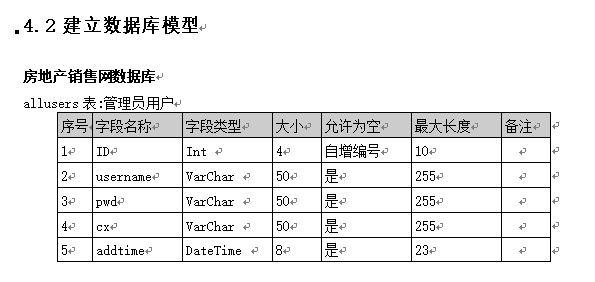 4.2 建立数据库模型
房地产销售网数据库
allusers 表:管理员用户
序号 字段名称 字段类型 大小 允许为空 最大长度 备注
1 ID Int 4 自增编号 10
2 username VarChar 50 是 255
3 pwd VarChar 50 是 255
4 cx VarChar 50 是 255
5 addtime DateTime 8 是 23